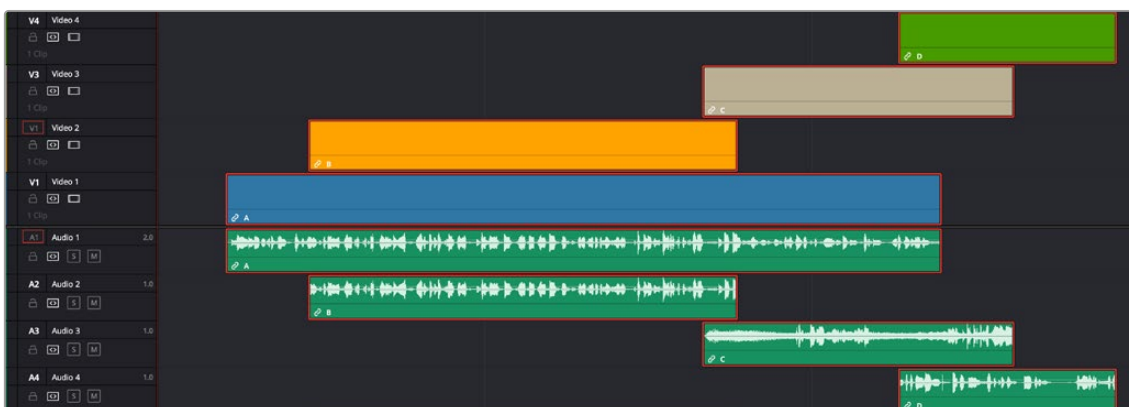 V4 Video 4
1 Clip
D
V3 Video 3
1 Clip
C
V1 Video 2
1 Clip
B
V1 Video 1
1 Clip
A
A1 Audio 1 2.0
S M
A
A2 Audio 2 1.0
S M
B
A3 Audio 3 1.0
S M
C
A4 Audio 4 1.0
S M
D